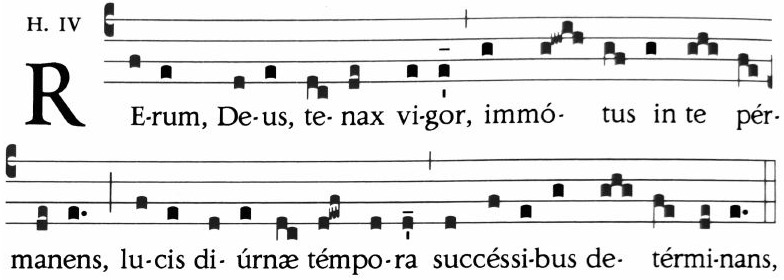 H. IV
RE-rum, De-us, te-nax vi-gor, immó-tus in te pér-
manens, lu-cis di-úrnæ témpo-ra succéssi-bus de-términans,